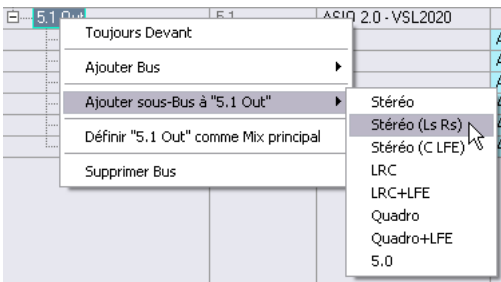 5.1 Out 5.1 ASIO 2.0 - VSL2020
Toujours Devant
Ajouter Bus
Ajouter sous-Bus à "5.1 Out"
Définir "5.1 Out" comme Mix principal
Supprimer Bus
Stéréo
Stéréo (Ls Rs)
Stéréo (C LFE)
LRC
LRC+LFE
Quadro
Quadro+LFE
5.0